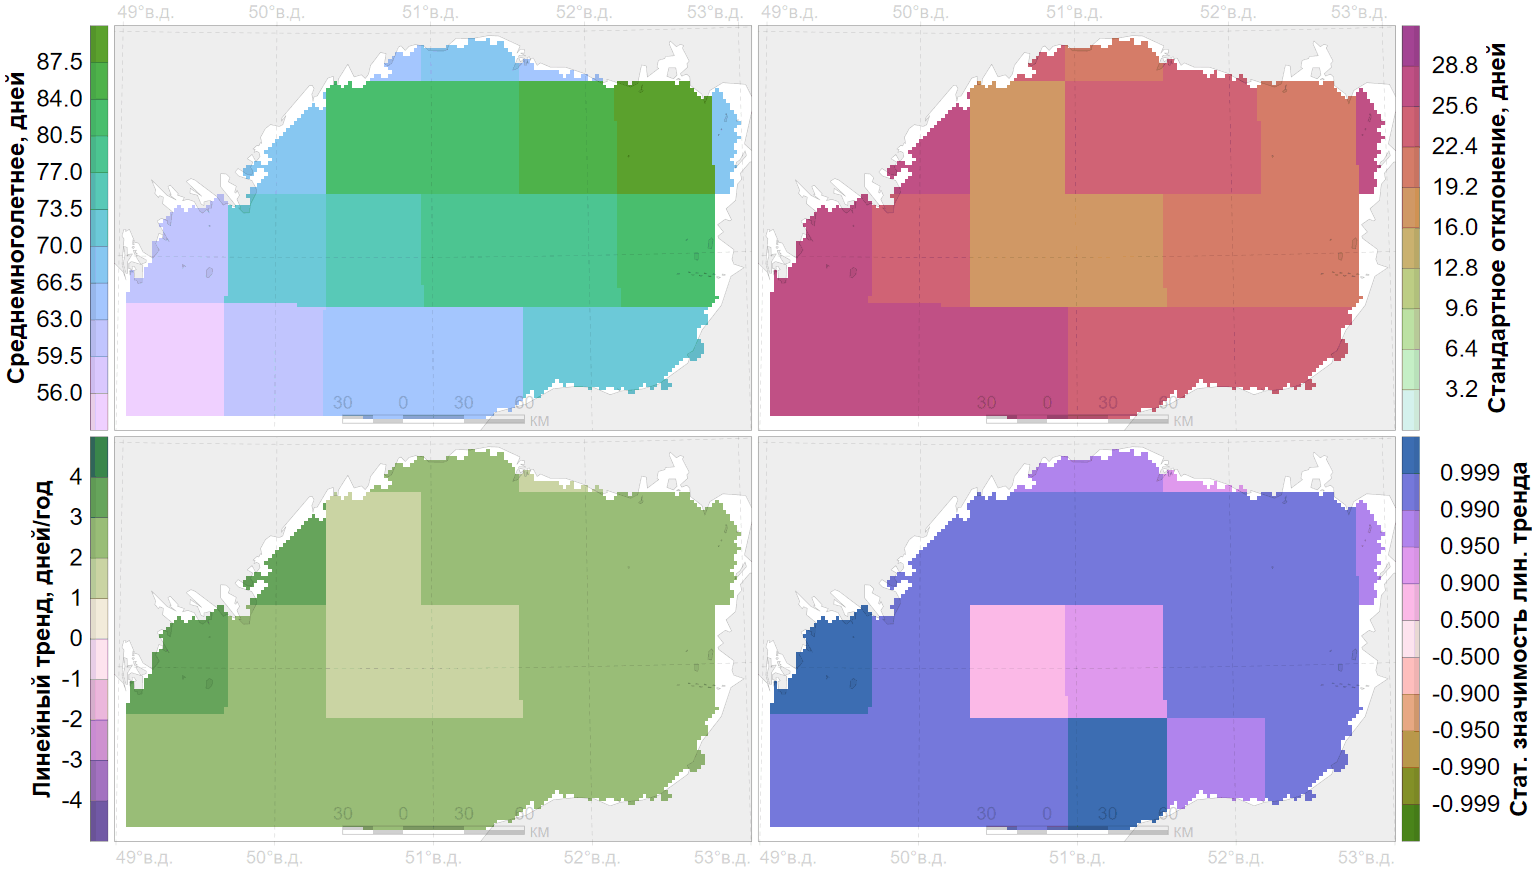 49°в.д. 50°в.д. 51°в.д. 52°в.д. 53°в.д.
49°в.д. 50°в.д. 51°в.д. 52°в.д. 53°в.д.
Среднемноголетнее, дней
87.5
84.0
80.5
77.0
73.5
70.0
66.5
63.0
59.5
56.0
30 0 30 60
км
28.8
25.6
22.4
19.2
16.0
12.8
9.6
6.4
3.2
Стандартное отклонение, дней
30 0 30 60
км
Линейный тренд, дней/год
4
3
2
1
0
-1
-2
-3
-4
30 0 30 60
км
0.999
0.990
0.950
0.900
0.500
-0.500
-0.900
-0.950
-0.990
-0.999
Стат. значимость лин. тренда
30 0 30 60
км
49°в.д. 50°в.д. 51°в.д. 52°в.д. 53°в.д.
49°в.д. 50°в.д. 51°в.д. 52°в.д. 53°в.д.